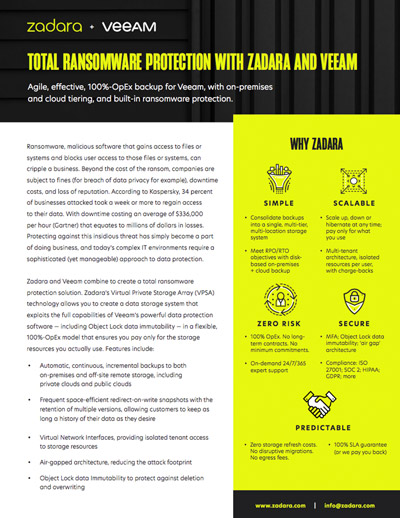 zadara + veeAM
TOTAL RANSOMWARE PROTECTION WITH ZADARA AND VEEAM
Agile, effective, 100%-OpEx backup for Veeam, with on-premises
and cloud tiering, and built-in ransomware protection.
Ransomware, malicious software that gains access to files or
systems and blocks user access to those files or systems, can
cripple a business. Beyond the cost of the ransom, companies are
subject to fines (for breach of data privacy for example), downtime
costs, and loss of reputation. According to Kaspersky, 34 percent
of businesses attacked took a week or more to regain access
to their data. With downtime costing an average of $336,000
per hour (Gartner) that equates to millions of dollars in losses.
Protecting against this insidious threat has simply become a part
of doing business, and today's complex IT environments require a
sophisticated (yet manageable) approach to data protection.
Zadara and Veeam combine to create a total ransomware
protection solution. Zadara's Virtual Private Storage Array (VPSA)
technology allows you to create a data storage system that
exploits the full capabilities of Veeam's powerful data protection
software — including Object Lock data immutability — in a flexible,
100%-OpEx model that ensures you pay only for the storage
resources you actually use. Features include:
• Automatic, continuous, incremental backups to both
on-premises and off-site remote storage, including
private clouds and public clouds
• Frequent space-efficient redirect-on-write snapshots with the
retention of multiple versions, allowing customers to keep as
long a history of their data as they desire
• Virtual Network Interfaces, providing isolated tenant access
to storage resources
• Air-gapped architecture, reducing the attack footprint
• Object Lock data Immutability to protect against deletion
and overwriting
WHY ZADARA
SIMPLE
• Consolidate backups
into a single, multi-tier,
multi-location storage
system
• Meet RPO/RTO
objectives with disk-
based on-premises
+ cloud backup
SCALABLE
• Scale up, down or
hibernate at any time;
pay only for what
you use
• Multi-tenant
architecture, isolated
resources per user,
with charge-backs
ZERO RISK
• 100% OpEx. No long-
term contracts. No
minimum commitments.
• On-demand 24/7/365
expert support
SECURE
• MFA; Object Lock data
immutability; 'air gap'
architecture
• Compliance: ISO
27001; SOC 2; HIPAA;
GDPR; more
PREDICTABLE
• Zero storage refresh costs.
No disruptive migrations.
No egress fees.
• 100% SLA guarantee
(or we pay you back)
www.zadara.com | info@zadara.com